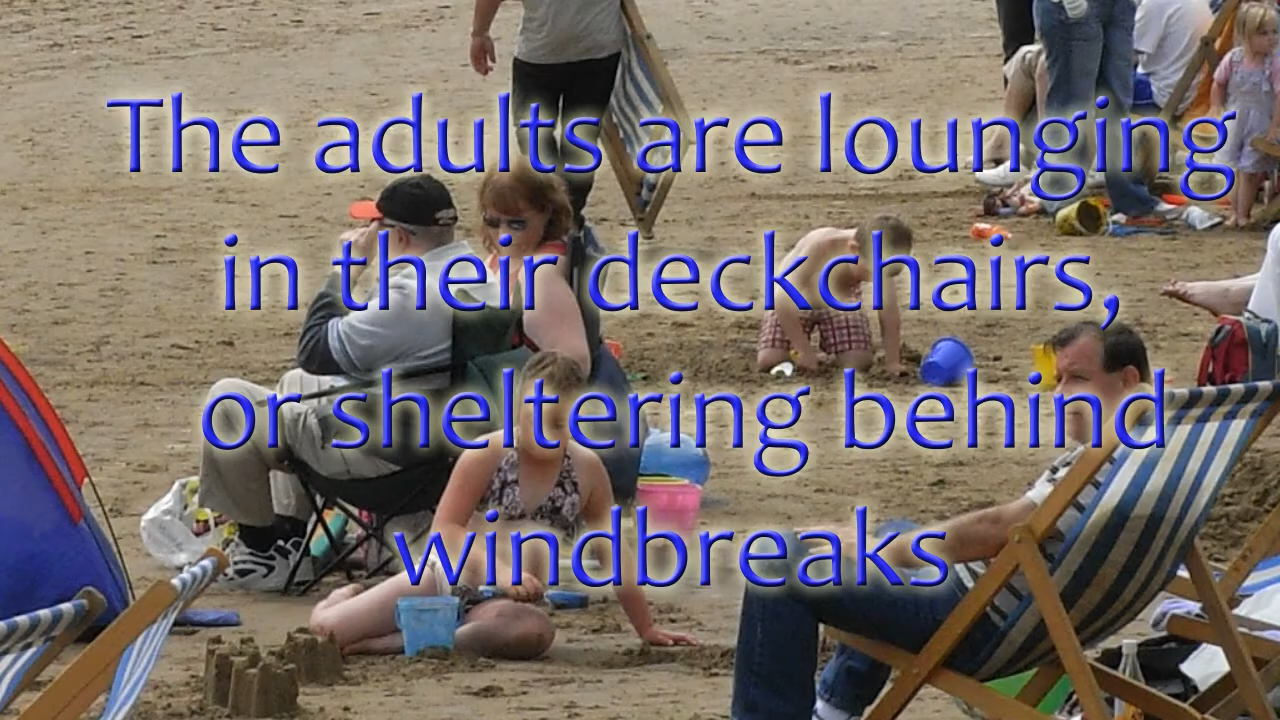 The adults are lounging
in their deckchairs,
or sheltering behind
windbreaks